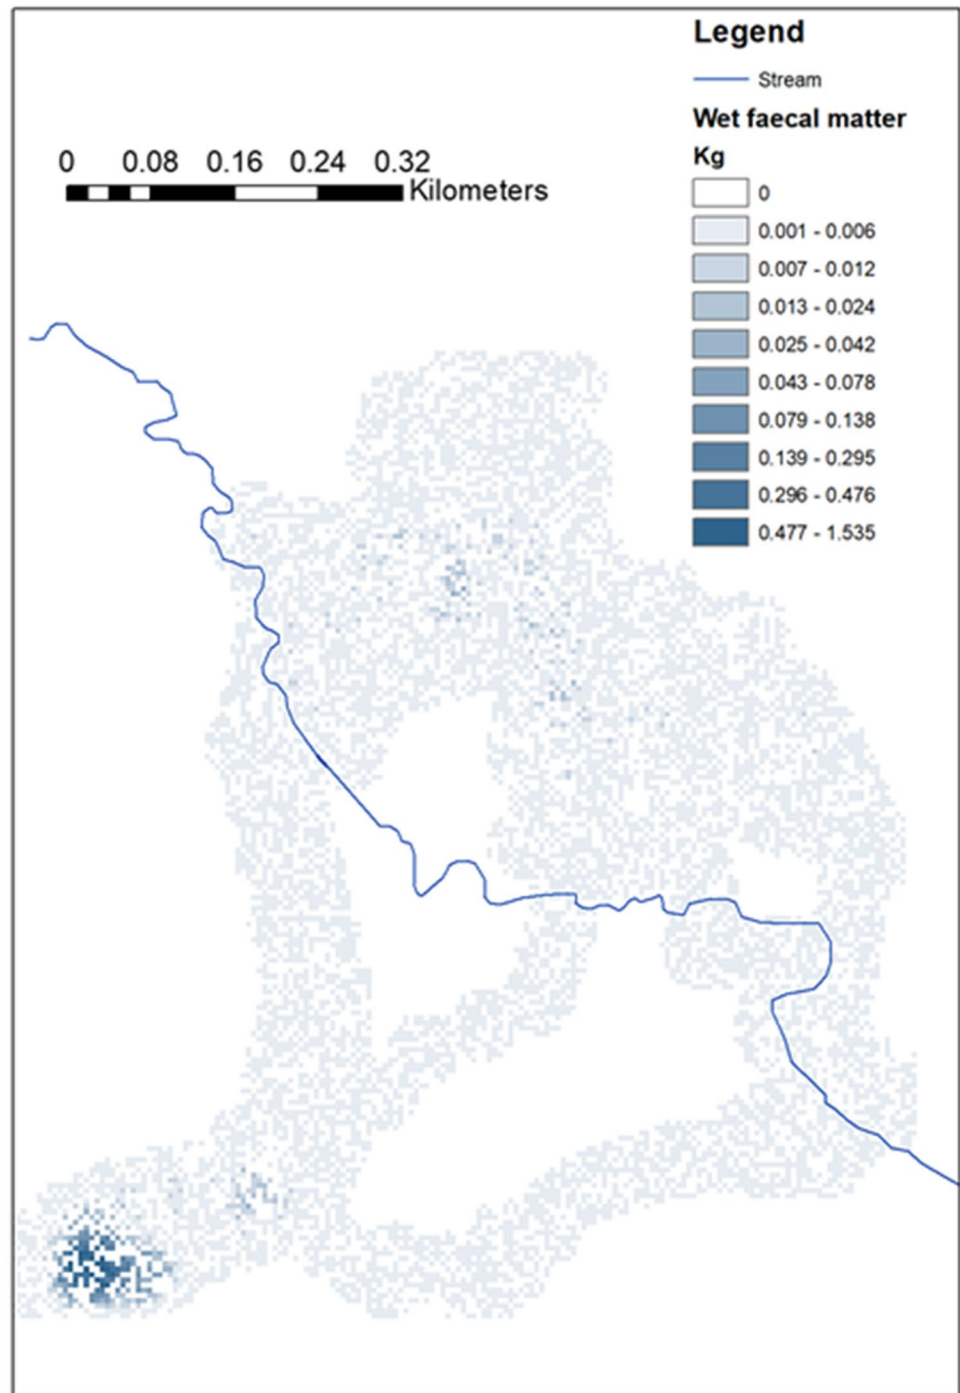 Legend
Stream
Wet faecal matter
Kg
0
0.001 - 0.006
0.007 - 0.012
0.013 - 0.024
0.025 - 0.042
0.043 - 0.078
0.079 - 0.138
0.139 - 0.295
0.296 - 0.476
0.477 - 1.535
0 0.08 0.16 0.24 0.32
Kilometers